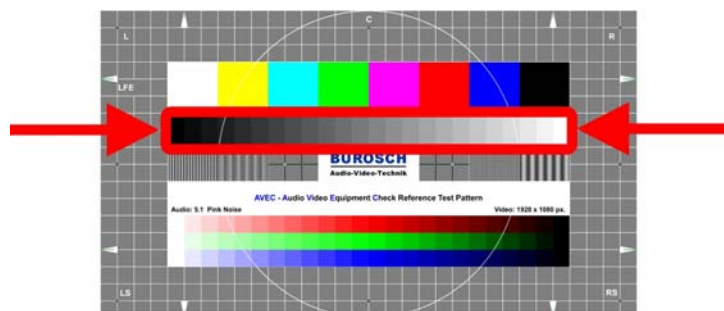 L C R
LFE
BUROSCH
Audio-Video-Technik
AVEC - Audio Video Equipment Check Reference Test Pattern
Audio: 5.1 Pink Noise Video: 1920 x 1080 px.
LS RS